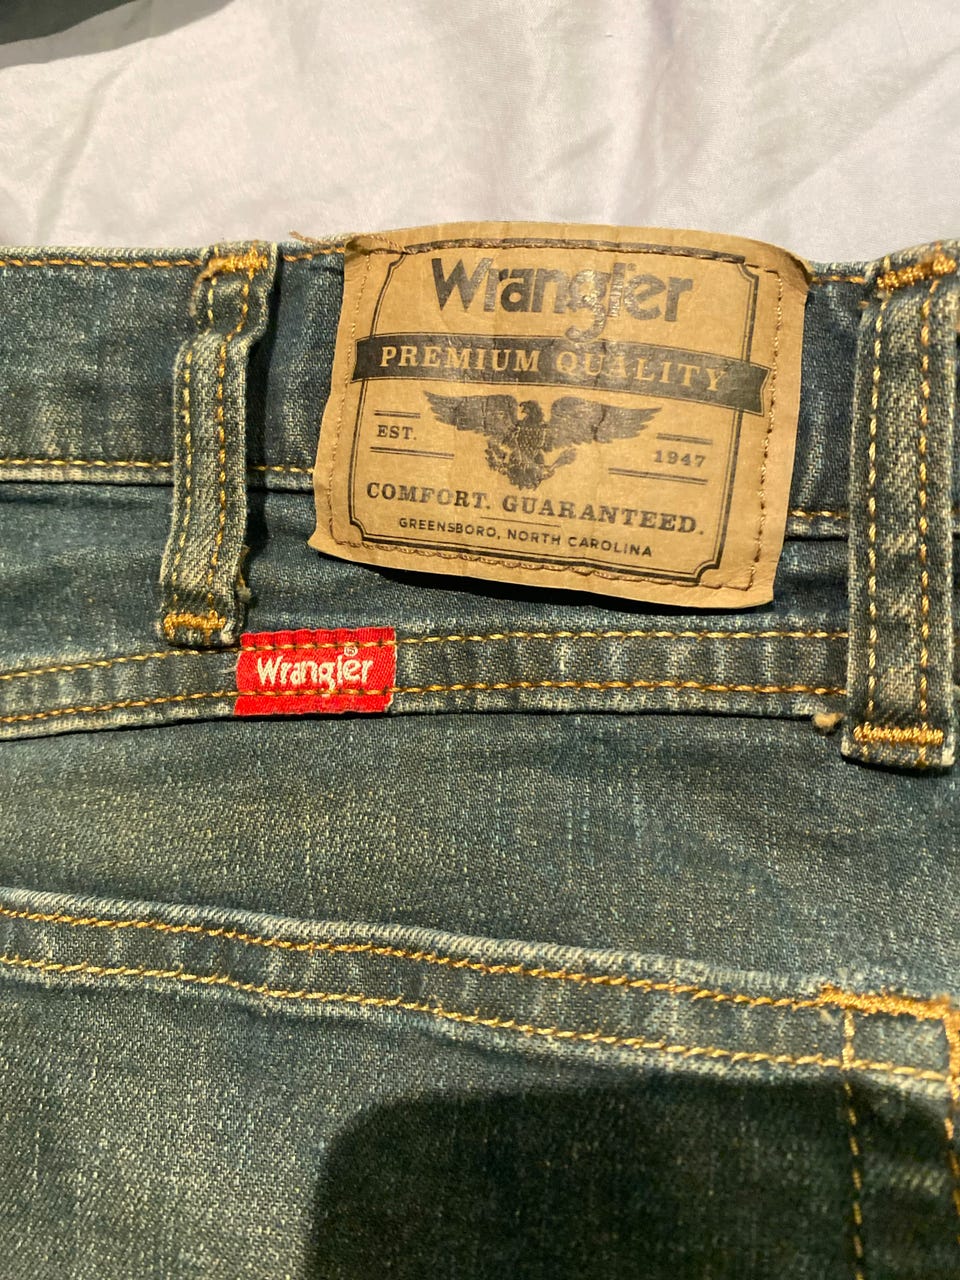 Wrangler
PREMIUM QUALITY
EST.
1947
COMFORT. GUARANTEED.
GREENSBORO, NORTH CAROLINA
Wrangler®